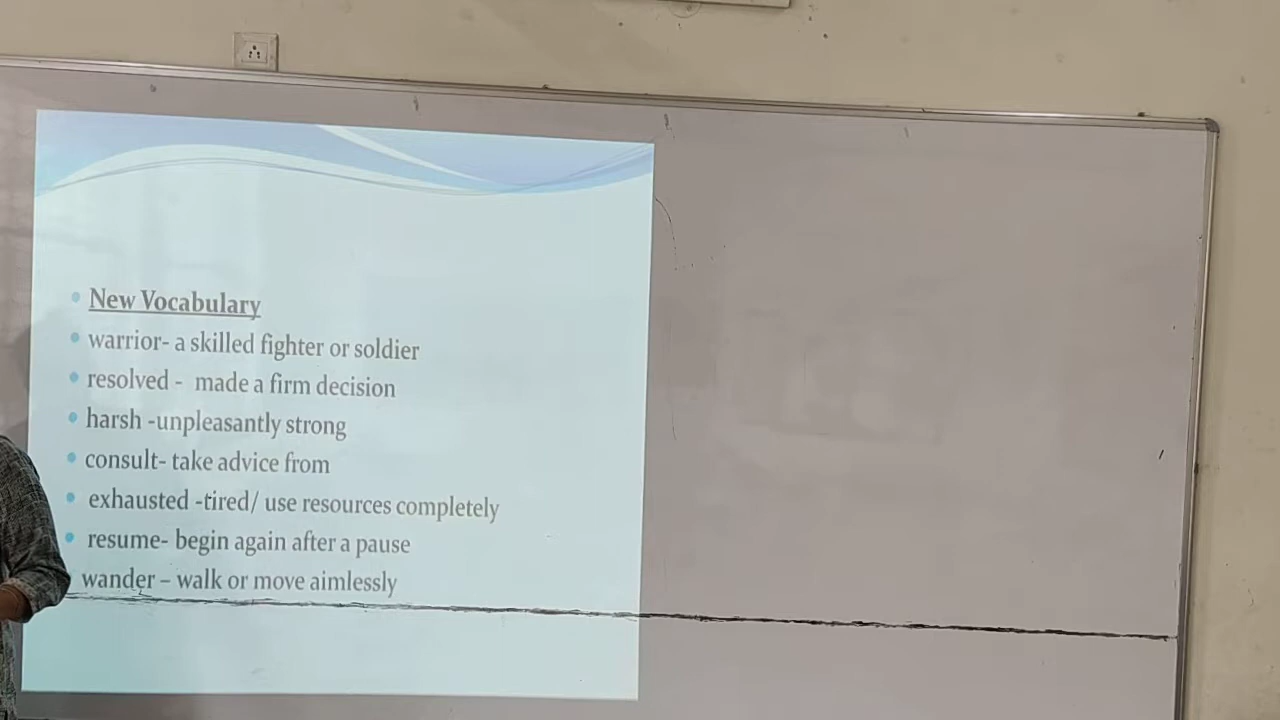 New Vocabulary
warrior- a skilled fighter or soldier
resolved - made a firm decision
harsh -unpleasantly strong
consult- take advice from
exhausted -tired/ use resources completely
resume- begin again after a pause
wander – walk or move aimlessly